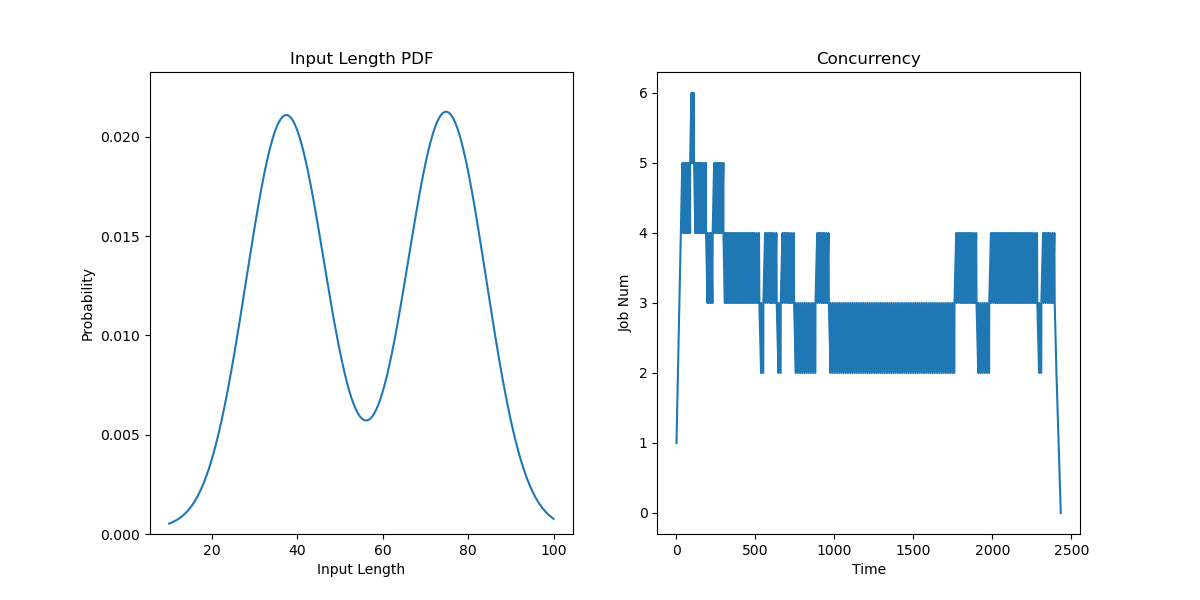 Input Length PDF
Probability
0.020
0.015
0.010
0.005
0.000
20 40 60 80 100
Input Length
Concurrency
Job Num
6
5
4
3
2
1
0
0 500 1000 1500 2000 2500
Time